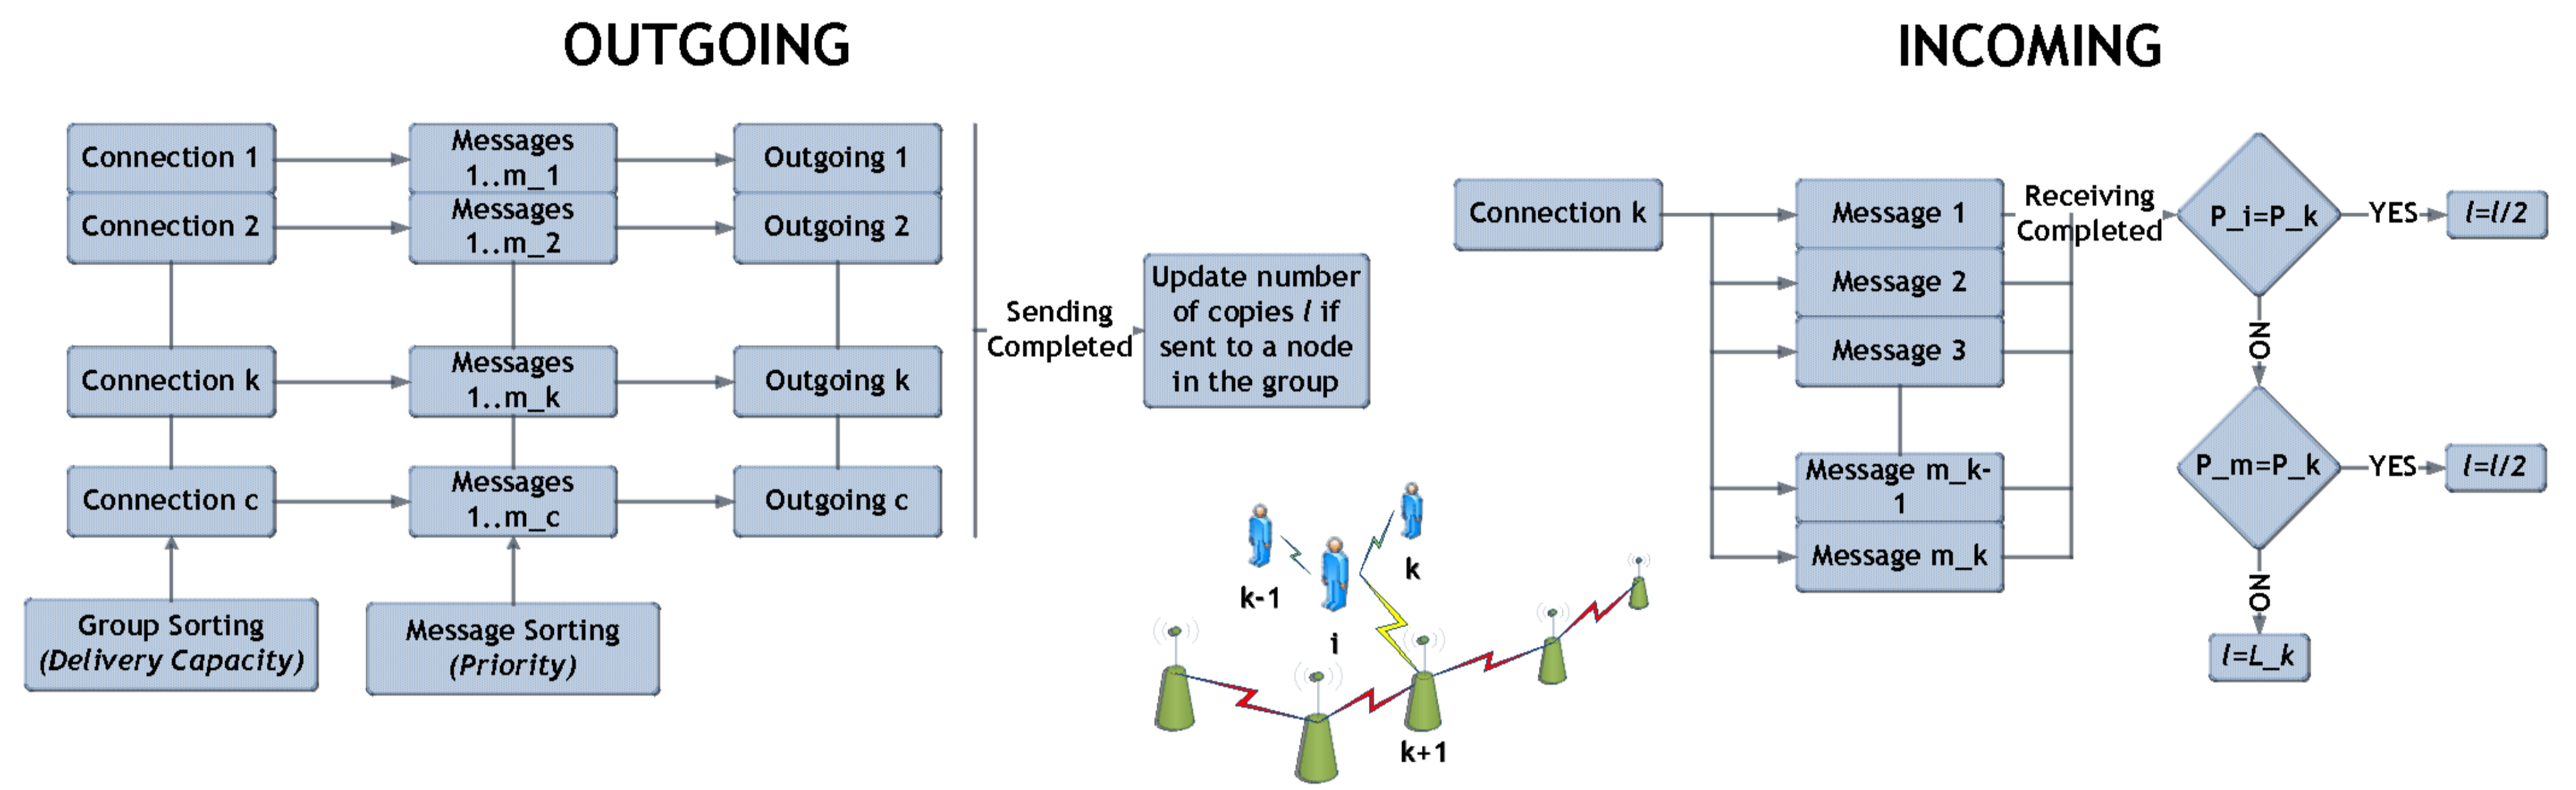 OUTGOING
Connection 1
Messages
1..m_1
Outgoing 1
Connection 2
Messages
1..m_2
Outgoing 2
Connection k
Messages
1..m_k
Outgoing k
Connection c
Messages
1..m_c
Outgoing c
Group Sorting
(Delivery Capacity)
Message Sorting
(Priority)
Sending
Completed
Update number
of copies l if
sent to a node
in the group
k-1
i
k
k+1
INCOMING
Connection k
Message 1
Message 2
Message 3
Message m_k-
1
Message m_k
Receiving
Completed
P_i=P_k
YES
l=l/2
NO
P_m=P_k
YES
l=l/2
NO
l=L_k